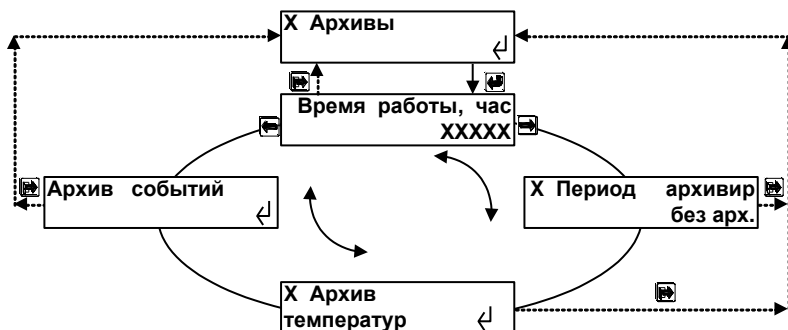 X Архивы
Время работы, час
XXXXX
Архив событий
X Период архивир
без арх.
X Архив
температур